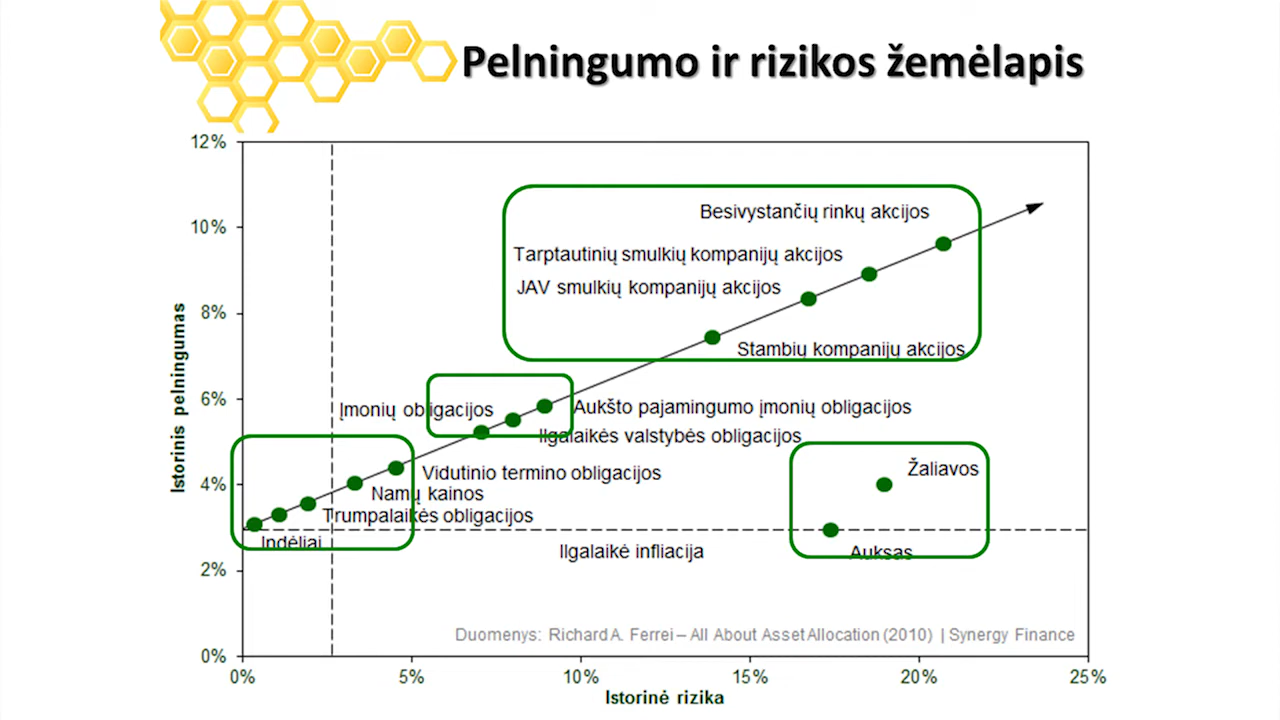 Pelningumo ir rizikos žemėlapis
12%
10%
8%
6%
4%
2%
0%
Istorinis pelningumas
Besivystančių rinkų akcijos
Tarptautinių smulkių kompanijų akcijos
JAV smulkių kompanijų akcijos
Stambių kompanijų akcijos
Įmonių obligacijos
Aukšto pajamingumo įmonių obligacijos
Ilgalaikės valstybės obligacijos
Vidutinio termino obligacijos
Žaliavos
Namų kainos
Trumpalaikės obligacijos
Indėliai
Ilgalaikė infliacija
Auksas
Duomenys: Richard A. Ferrei – All About Asset Allocation (2010) | Synergy Finance
0%
5%
10%
15%
20%
25%
Istorinė rizika